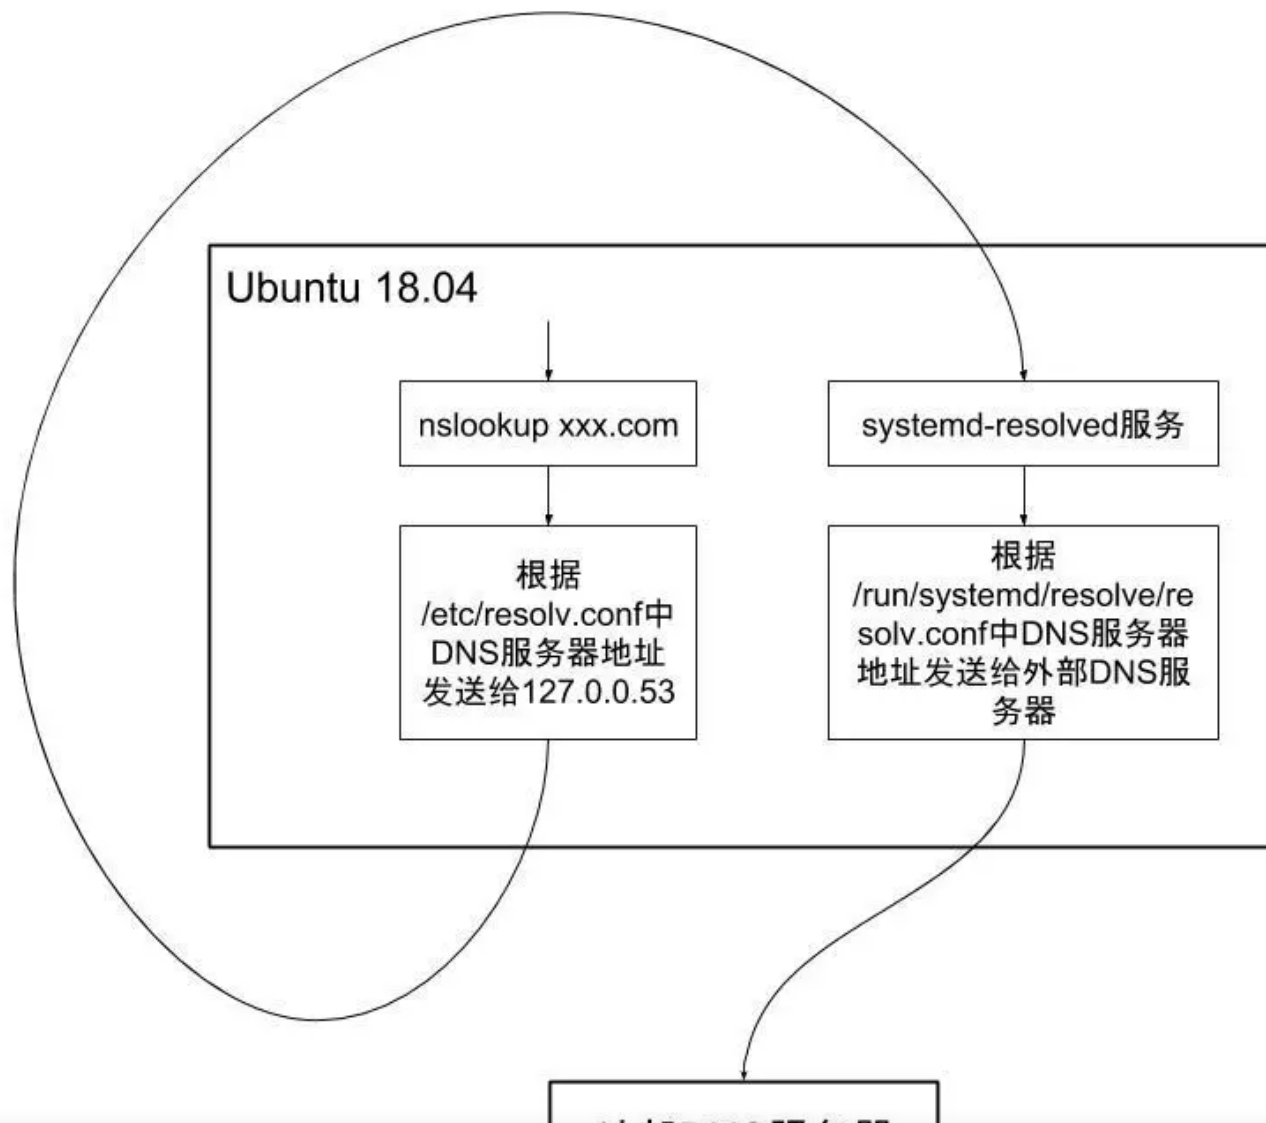 Ubuntu 18.04
nslookup xxx.com
根据
/etc/resolv.conf中
DNS服务器地址
发送给127.0.0.53
systemd-resolved服务
根据
/run/systemd/resolve/re
solv.conf中DNS服务器
地址发送给外部DNS服
务器